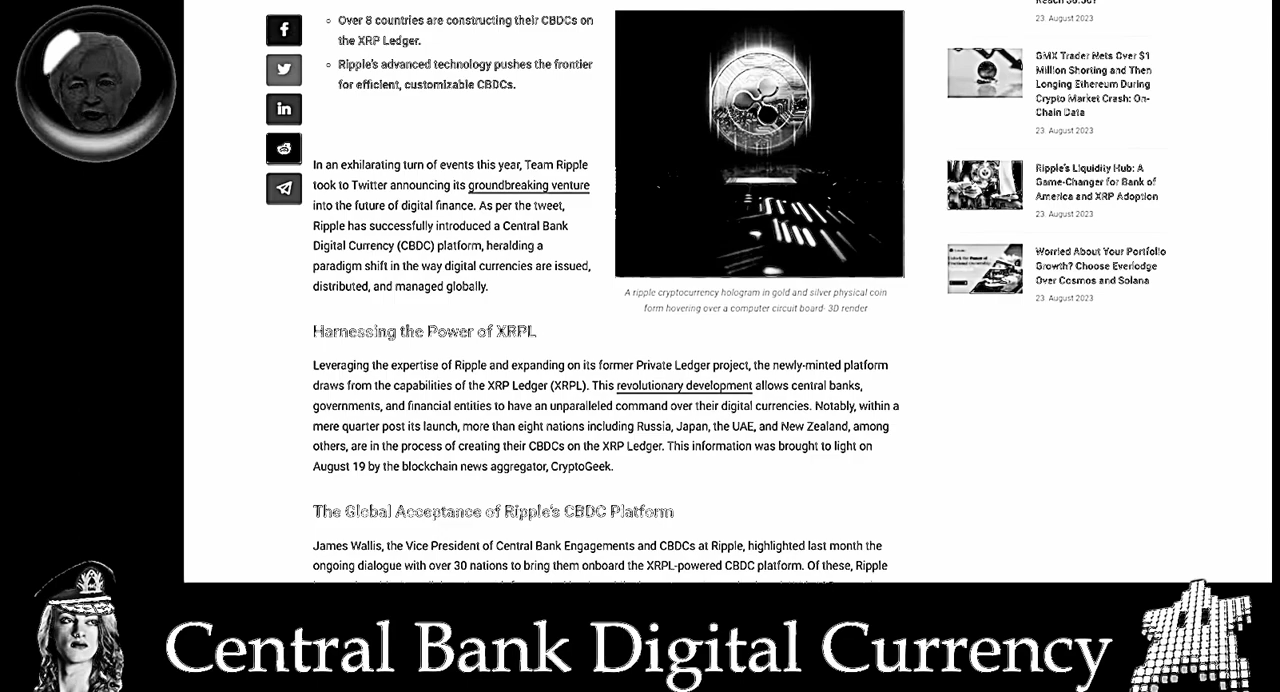 Over 8 countries are constructing their CBDCs on
the XRP Ledger.
Ripple's advanced technology pushes the frontier
for efficient, customizable CBDCs.
In an exhilarating turn of events this year, Team Ripple
took to Twitter announcing its groundbreaking venture
into the future of digital finance. As per the tweet,
Ripple has successfully introduced a Central Bank
Digital Currency (CBDC) platform, heralding a
paradigm shift in the way digital currencies are issued,
distributed, and managed globally.
A ripple cryptocurrency hologram in gold and silver physical coin
form hovering over a computer circuit board- 3D render
Harnessing the Power of XRPL
Leveraging the expertise of Ripple and expanding on its former Private Ledger project, the newly-minted platform
draws from the capabilities of the XRP Ledger (XRPL). This revolutionary development allows central banks,
governments, and financial entities to have an unparalleled command over their digital currencies. Notably, within a
mere quarter post its launch, more than eight nations including Russia, Japan, the UAE, and New Zealand, among
others, are in the process of creating their CBDCs on the XRP Ledger. This information was brought to light on
August 19 by the blockchain news aggregator, CryptoGeek.
The Global Acceptance of Ripple's CBDC Platform
James Wallis, the Vice President of Central Bank Engagements and CBDCs at Ripple, highlighted last month the
ongoing dialogue with over 30 nations to bring them onboard the XRPL-powered CBDC platform. Of these, Ripple
23. August 2023
GMX Trader Nets Over $1
Million Shorting and Then
Longing Ethereum During
Crypto Market Crash: On-
Chain Data
23. August 2023
Ripple's Liquidity Hub: A
Game-Changer for Bank of
America and XRP Adoption
23. August 2023
Worried About Your Portfolio
Growth? Choose Everlodge
Over Cosmos and Solana
23. August 2023
Central Bank Digital Currency